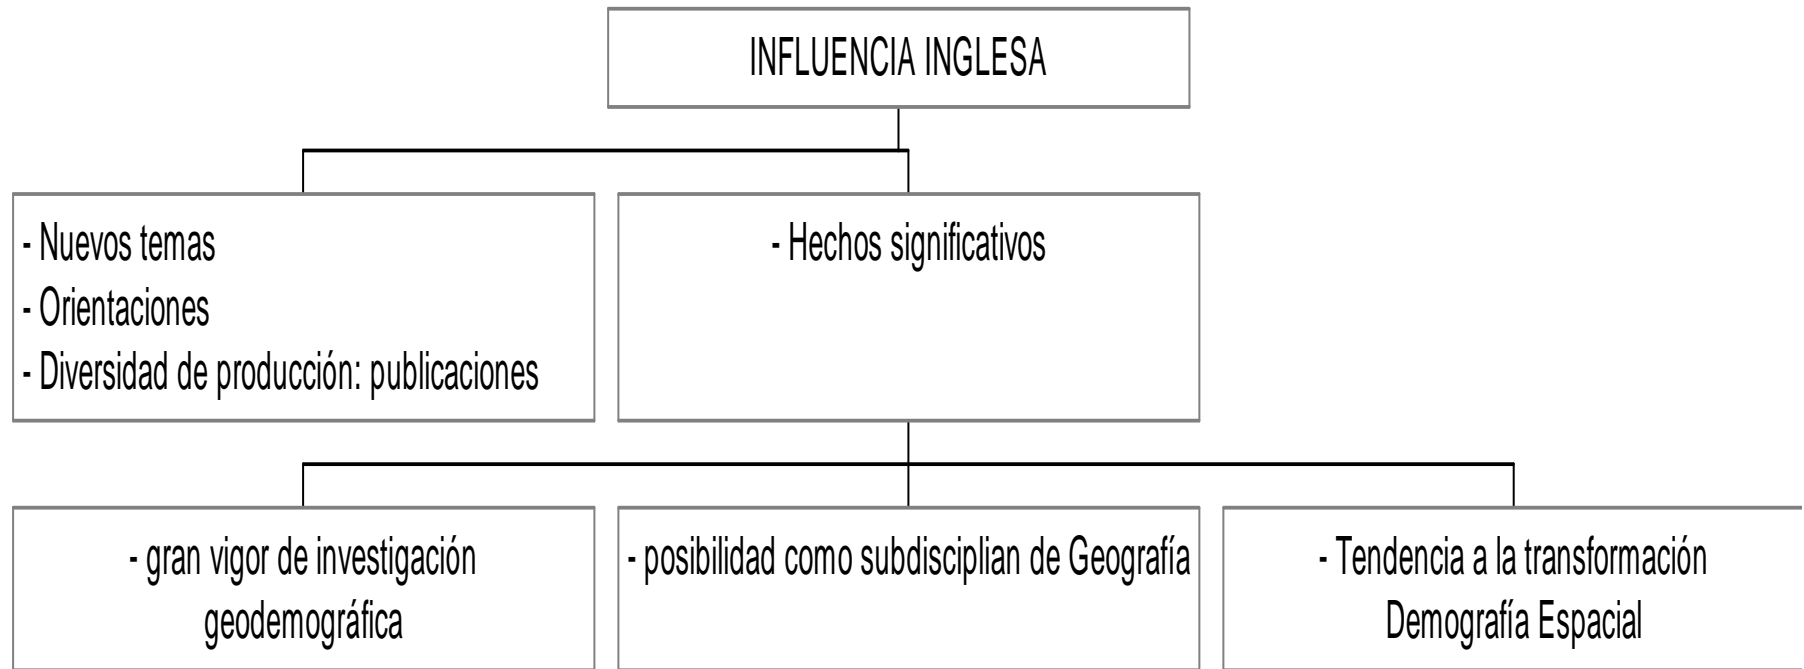 INFLUENCIA INGLESA
- Nuevos temas
- Orientaciones
- Diversidad de producción: publicaciones
- Hechos significativos
- gran vigor de investigación
geodemográfica
- posibilidad como subdisciplian de Geografía
- Tendencia a la transformación
Demografía Espacial